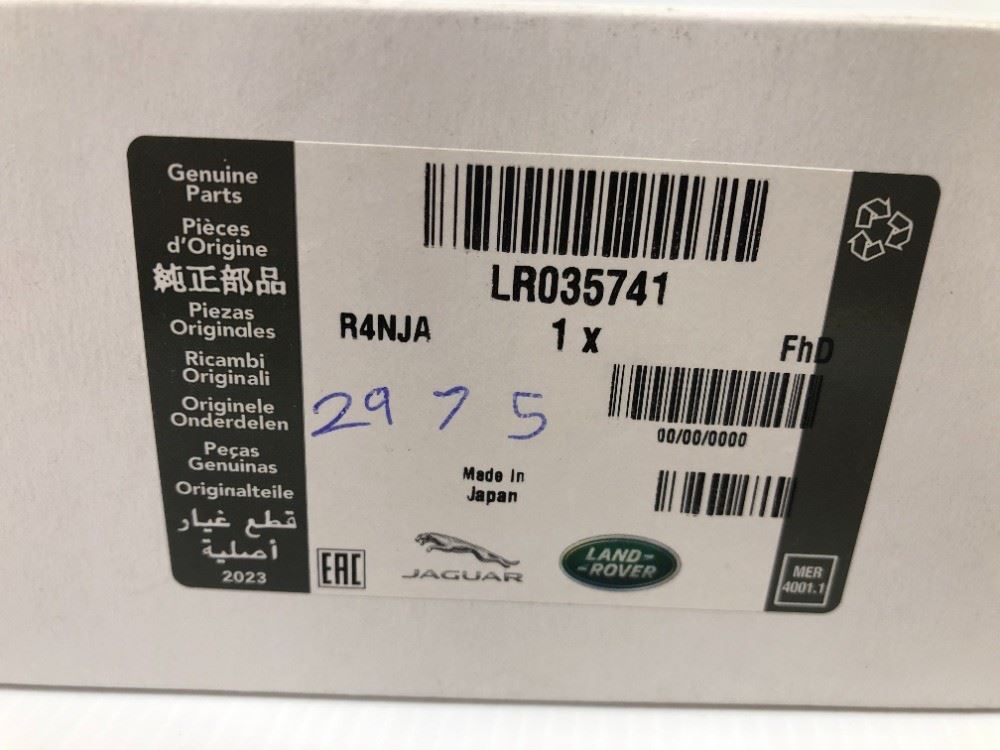 Genuine
Parts
Pièces
d'Origine
純正部品
Piezas
Originales
Ricambi
Originali
Originele
Onderdelen
Peças
Genuinas
Originalteile
قطع غيار
أصلية
2023
LR035741
R4NJA
1 x
FhD
2975
00/00/0000
Made In
Japan
EAC
JAGUAR
LAND-
-ROVER
MER
4001.1